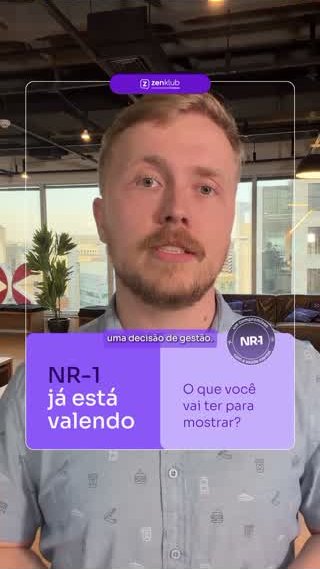 zenklub
uma decisão de gestão.
NR-1
já está
valendo
O que você
vai ter para
mostrar?
NR-1